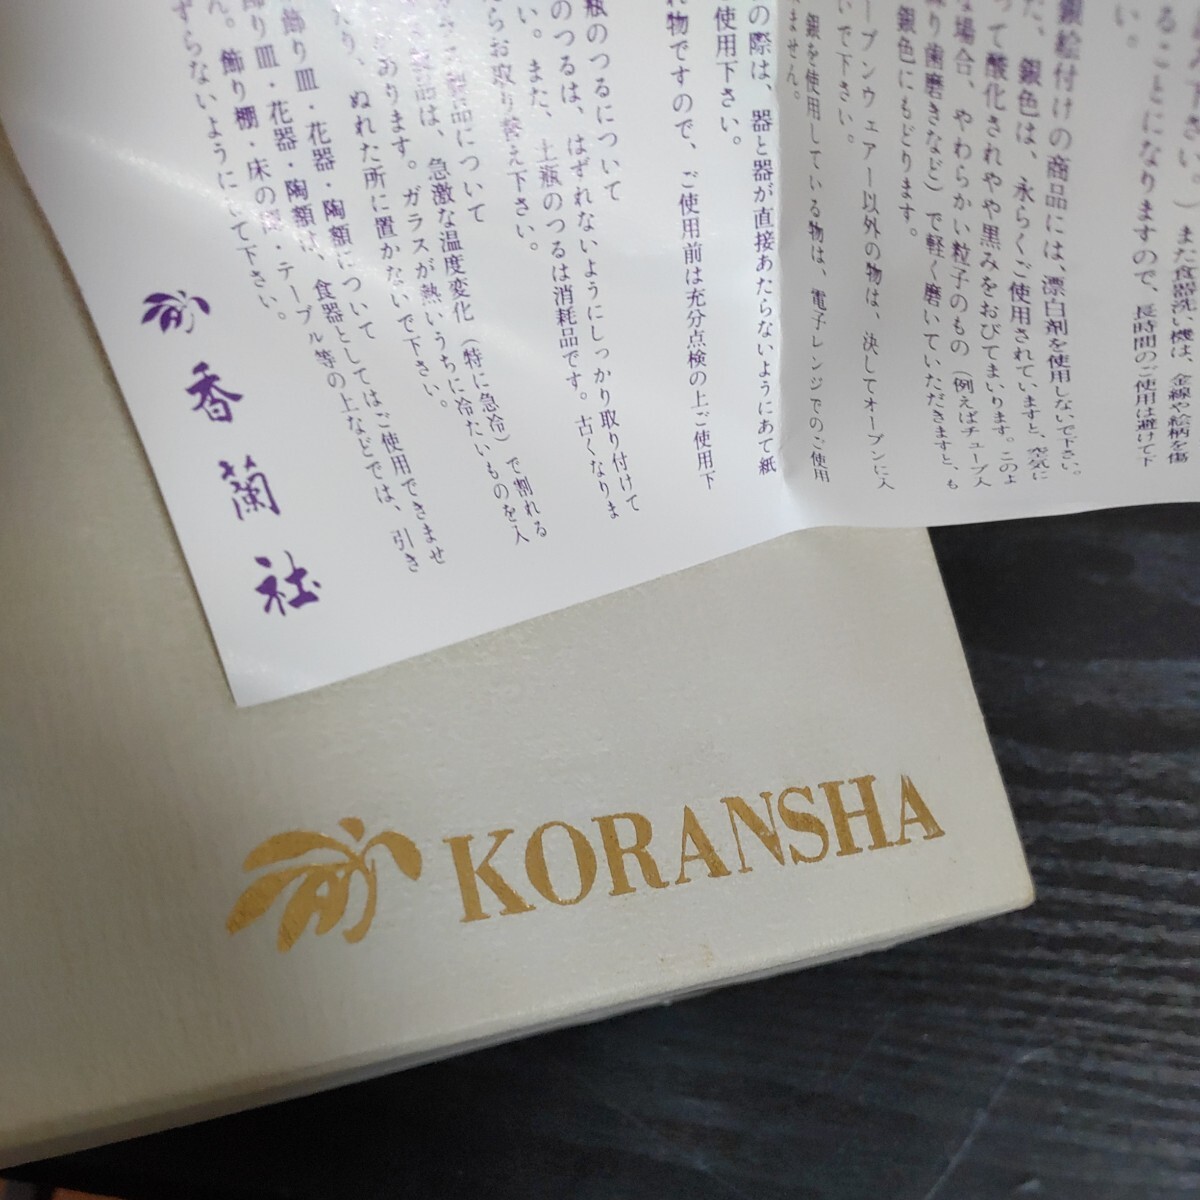 ださい。）また食器洗い機は、金線や絵柄を傷
ることになりますので、長時間のご使用は避けて下
い。
銀絵付けの商品には、漂白剤を使用しないで下さい。
た、銀色は、永らくご使用されていますと、空気に
って酸化されやや黒みをおびてまいります。このよ
な場合、やわらかい粒子のもの（例えばチューブ入
り歯磨きなど）で軽く磨いていただきますと、も
銀色にもどります。
ーブンウェアー以外の物は、決してオーブンに入
いで下さい。
銀を使用している物は、電子レンジでのご使用
ません。
の際は、器と器が直接あたらないようにあて紙
使用下さい。
れ物ですので、ご使用前は充分点検の上ご使用下
瓶のつるについて
のつるは、はずれないようにしっかり取り付けて
い。また、土瓶のつるは消耗品です。古くなりま
たらお取り替え下さい。
製品について
製品は、急激な温度変化（特に急冷）で割れる
あります。ガラスが熱いうちに冷たいものを入
たり、ぬれた所に置かないで下さい。
飾り皿・花器・陶額について
飾り皿・花器・陶額は、食器としてはご使用できませ
ん。飾り棚・床の間・テーブル等の上などでは、引き
ずらないようにして下さい。
香蘭社
KORANSHA